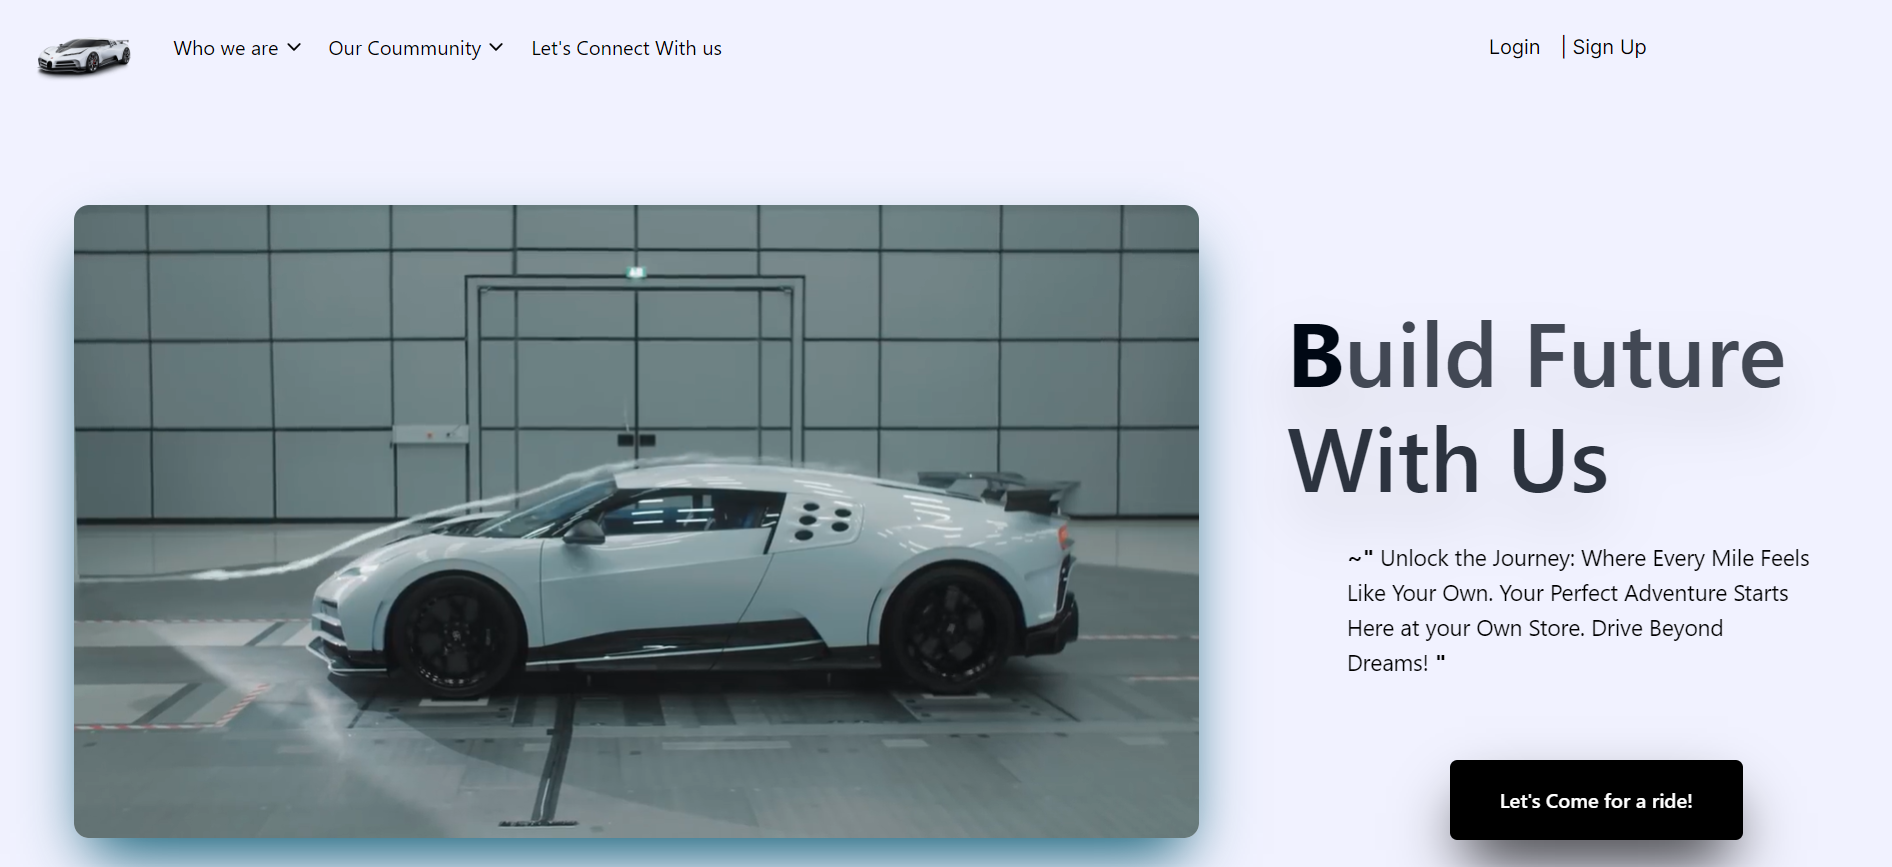 Who we are
Our Coummunity
Let's Connect With us
Login | Sign Up
Build Future
With Us
~" Unlock the Journey: Where Every Mile Feels
Like Your Own. Your Perfect Adventure Starts
Here at your Own Store. Drive Beyond
Dreams! "
Let's Come for a ride!